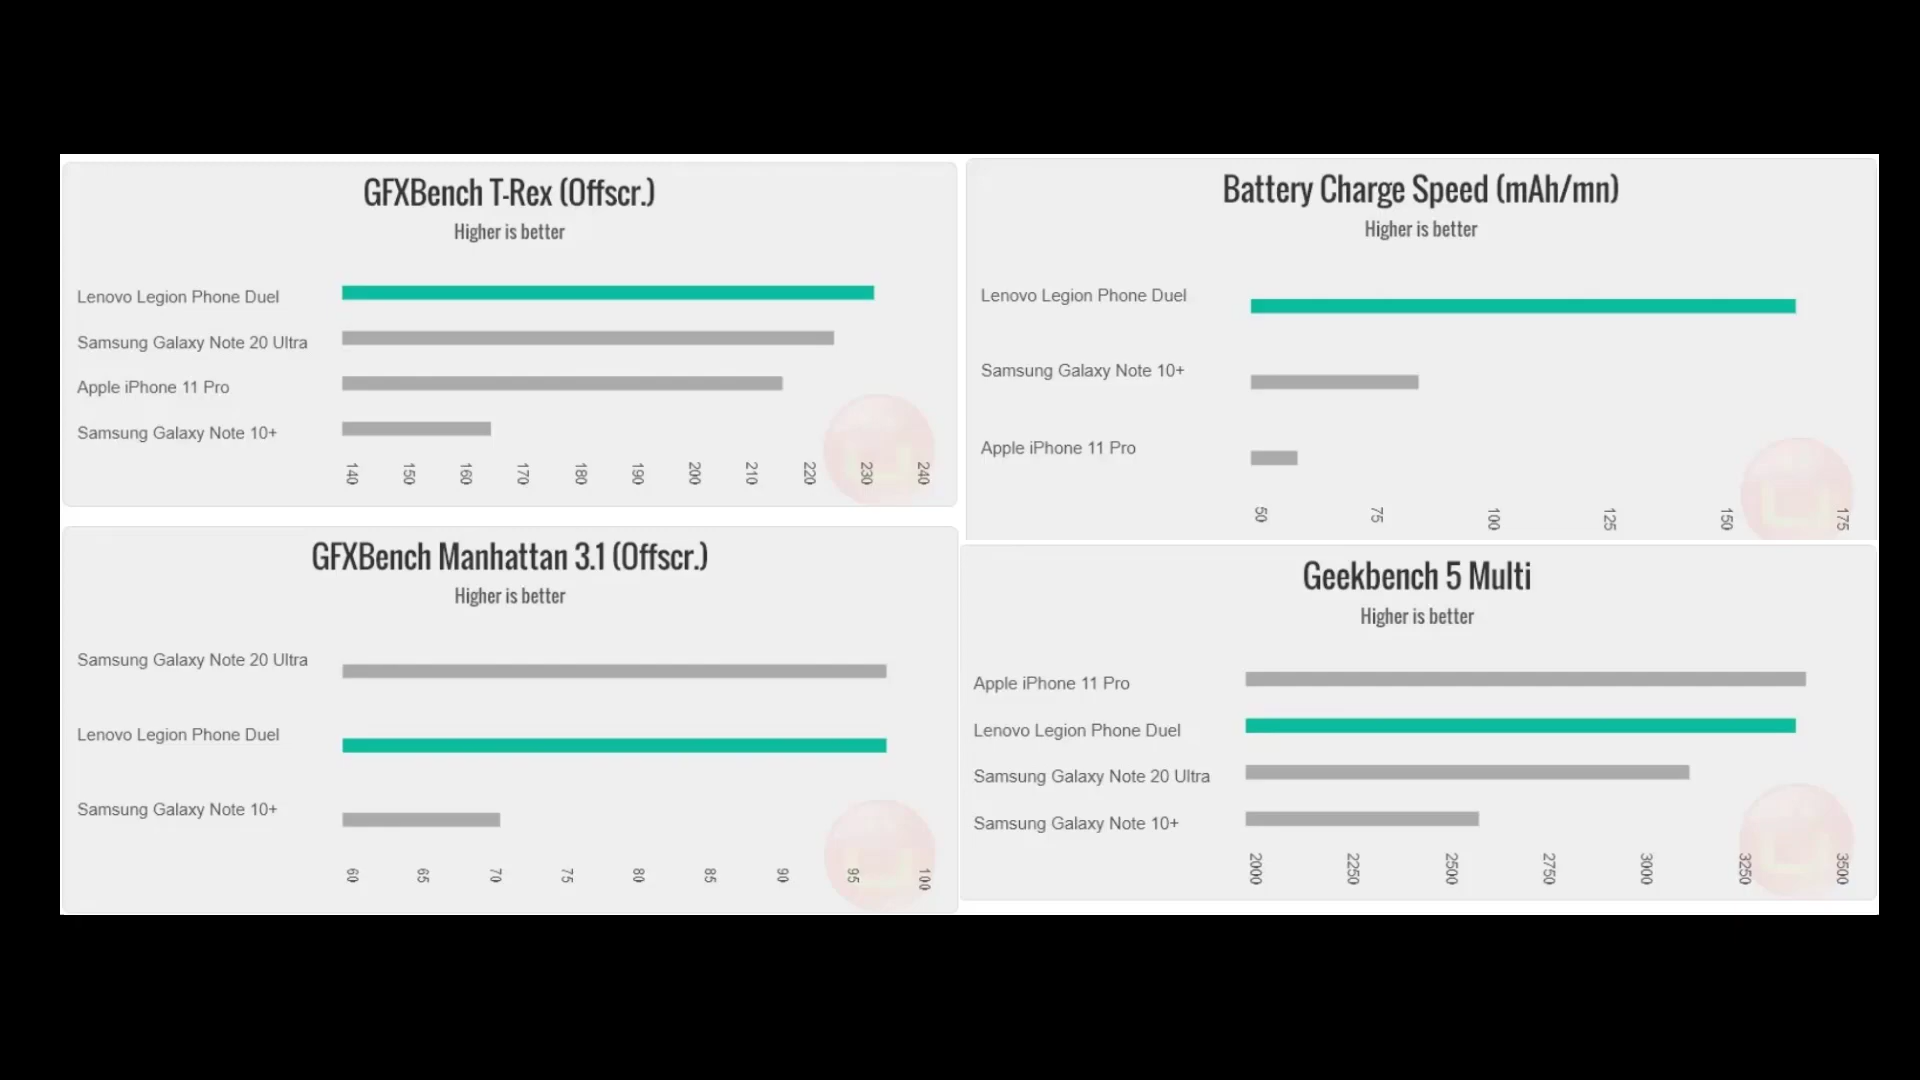 GFXBench T-Rex (Offscr.)
Higher is better
Lenovo Legion Phone Duel
Samsung Galaxy Note 20 Ultra
Apple iPhone 11 Pro
Samsung Galaxy Note 10+
140 150 160 170 180 190 200 210 220 230 240
Battery Charge Speed (mAh/mn)
Higher is better
Lenovo Legion Phone Duel
Samsung Galaxy Note 10+
Apple iPhone 11 Pro
50 75 100 125 150 175
GFXBench Manhattan 3.1 (Offscr.)
Higher is better
Samsung Galaxy Note 20 Ultra
Lenovo Legion Phone Duel
Samsung Galaxy Note 10+
60 65 70 75 80 85 90 95 100
Geekbench 5 Multi
Higher is better
Apple iPhone 11 Pro
Lenovo Legion Phone Duel
Samsung Galaxy Note 20 Ultra
Samsung Galaxy Note 10+
2000 2250 2500 2750 3000 3250 3500